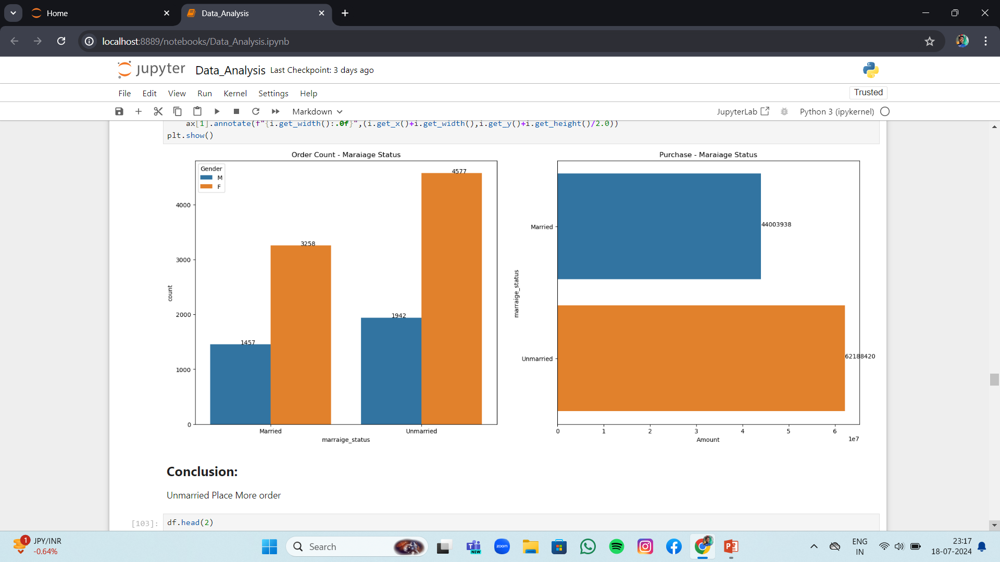 Home
Data_Analysis
localhost:8889/notebooks/Data_Analysis.ipynb
jupyter Data_Analysis Last Checkpoint: 3 days ago
File Edit View Run Kernel Settings Help
Trusted
Markdown
JupyterLab
Python 3 (ipykernel)
ax[1].annotate(f"{i.get_width():.0f}",(i.get_x()+i.get_width(),i.get_y()+i.get_height()/2.0))
plt.show()
Order Count - Maraiage Status
Gender
M
F
4577
3258
1942
1457
4000
3000
2000
1000
0
count
Married
Unmarried
marraige_status
Purchase - Maraiage Status
Married
44003938
Unmarried
62188420
marraige_status
0 1 2 3 4 5 6
1e7
Amount
Conclusion:
Unmarried Place More order
[103]:
df.head(2)
1
JPY/INR
-0.64%
Search
NEW
zoom
ENG
IN
23:17
18-07-2024